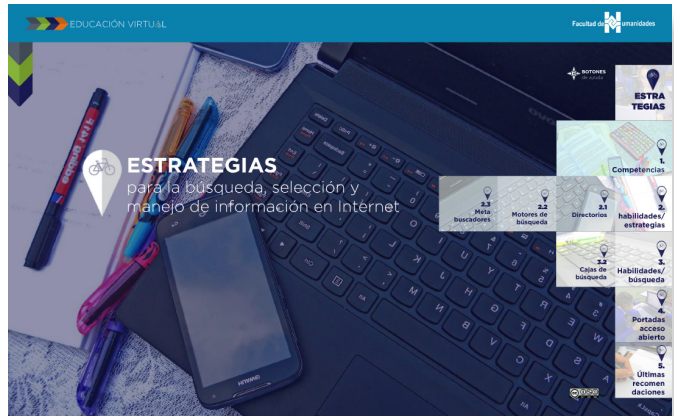 EDUCACIÓN VIRTUAL
Facultad de Humanidades
BOTONES
de ayuda
ESTRA
TEGIAS
ESTRATEGIAS
para la búsqueda, selección y
manejo de información en Internet
1.
Competencias
2.3
Meta
buscadores
2.2
Motores de
búsqueda
2.1
Directorios
2.
habilidades/
estrategias
3.2
Cajas de
búsqueda
3.
Habilidades/
búsqueda
4.
Portadas
acceso
abierto
5.
Últimas
recomen
daciones